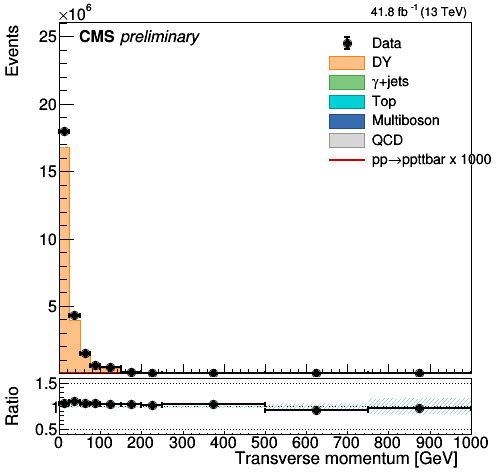 ×10⁶
41.8 fb⁻¹ (13 TeV)
CMS preliminary
Events
25
20
15
10
5
Data
DY
γ+jets
Top
Multiboson
QCD
pp→ppttbar x 1000
Ratio
1.5
1
0.5
0 100 200 300 400 500 600 700 800 900 1000
Transverse momentum [GeV]